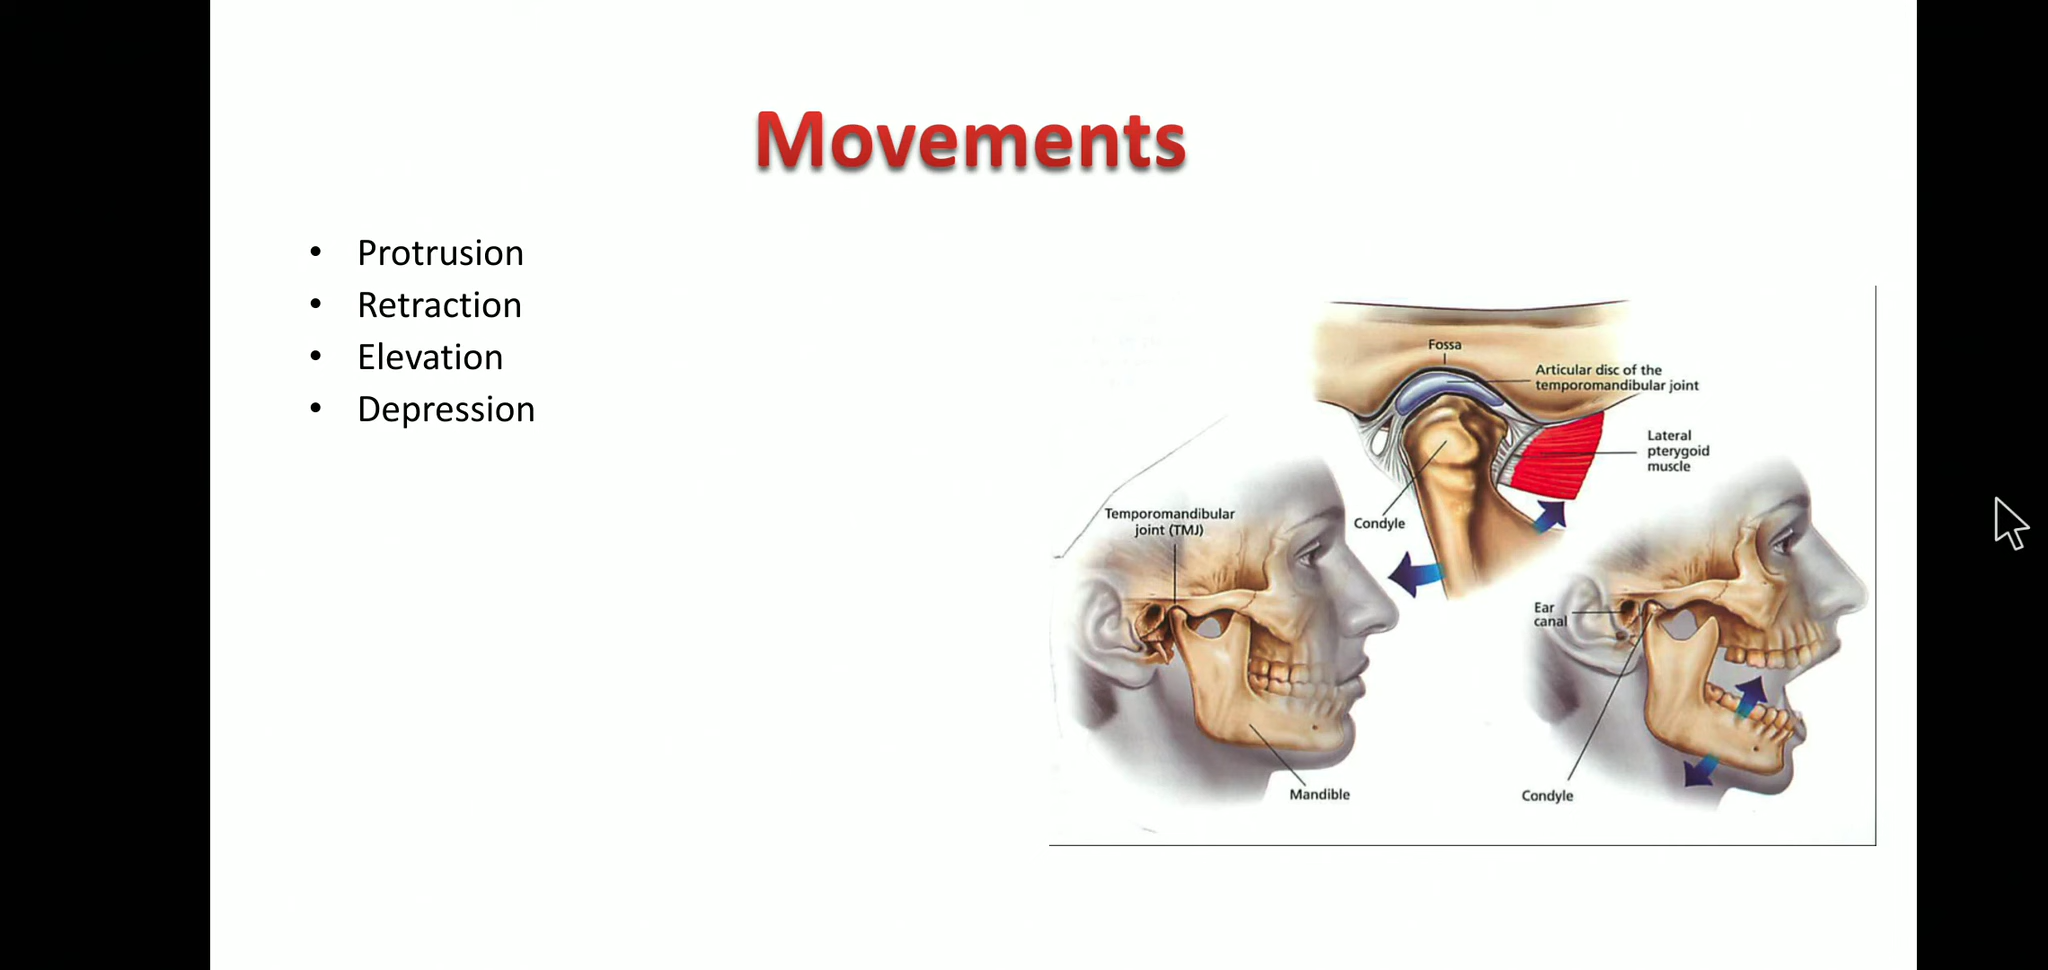 Movements
• Protrusion
• Retraction
• Elevation
• Depression
Fossa
Articular disc of the
temporomandibular joint
Lateral
pterygoid
muscle
Condyle
Temporomandibular
joint (TMJ)
Mandible
Ear
canal
Condyle